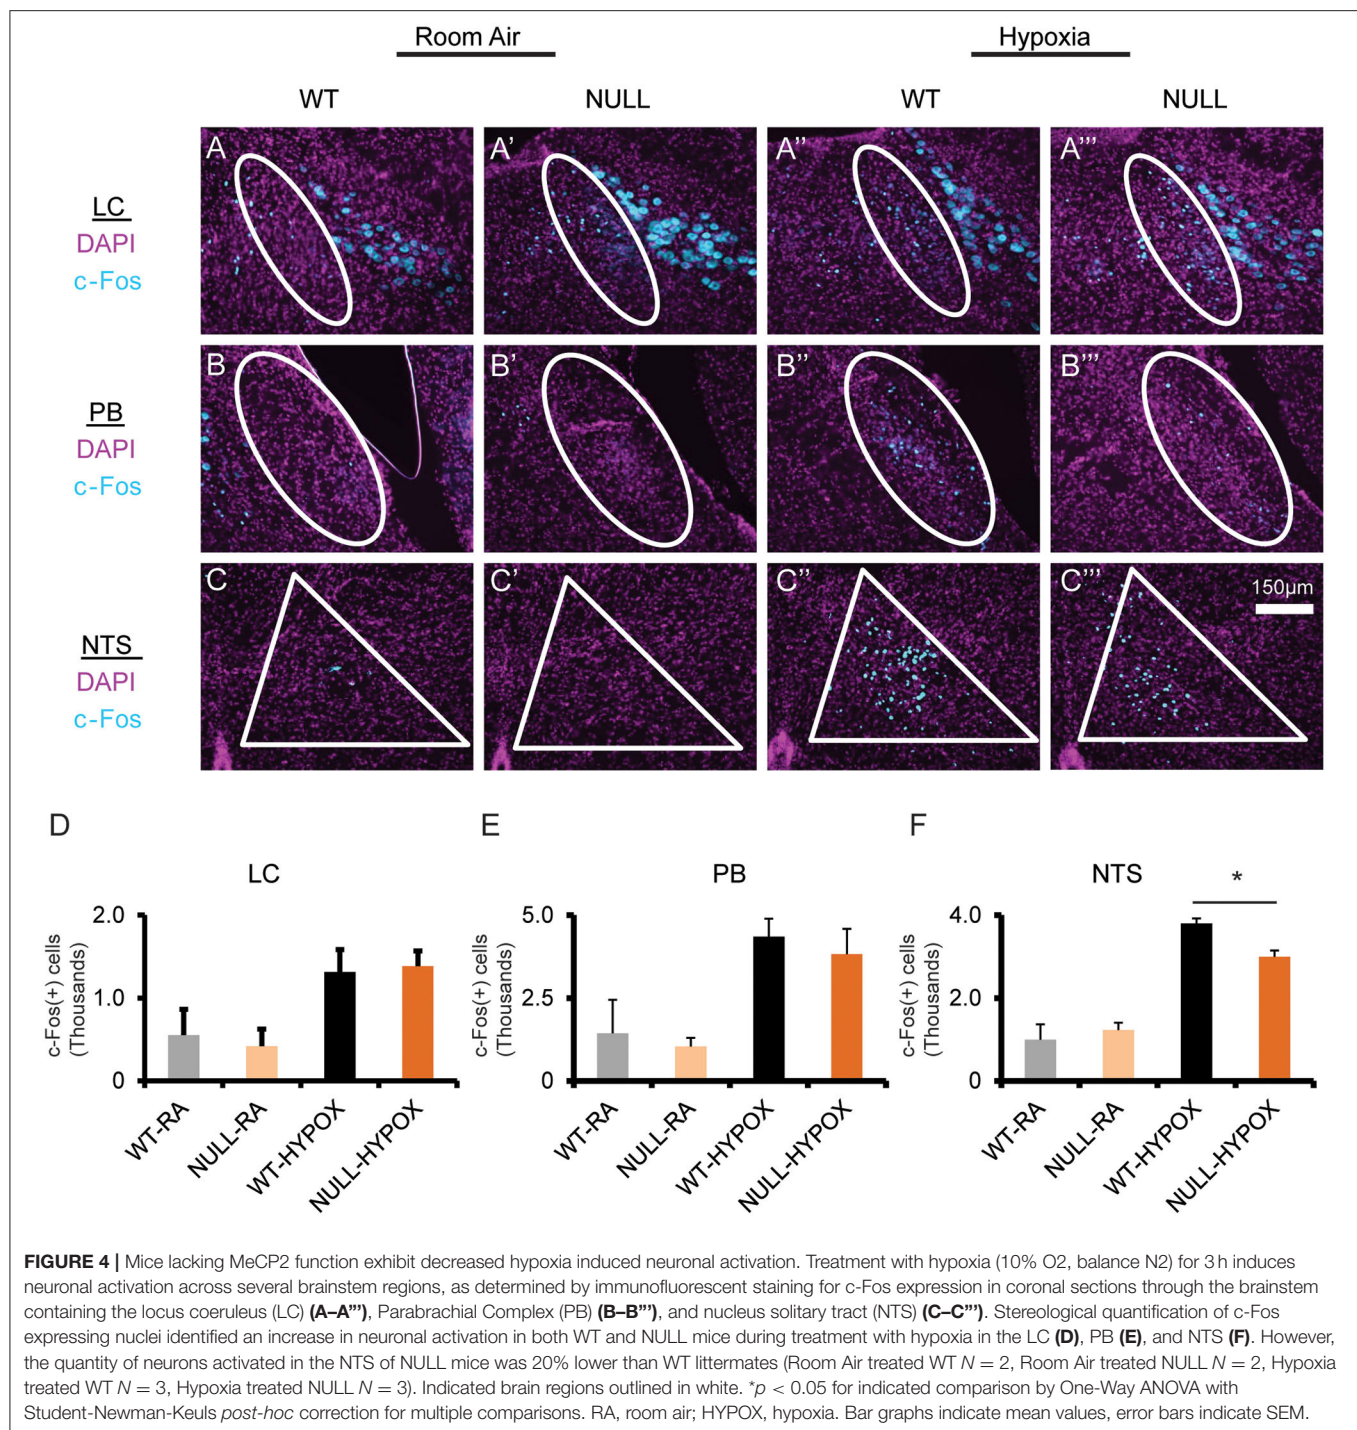 Room Air
Hypoxia
WT
NULL
WT
NULL
LC
DAPI
c-Fos
A
A'
A''
A'''
PB
DAPI
c-Fos
B
B'
B''
B'''
NTS
DAPI
c-Fos
C
C'
C''
C'''
150µm
D
LC
c-Fos(+) cells
(Thousands)
2.0
1.0
0
WT-RA
NULL-RA
WT-HYPOX
NULL-HYPOX
E
PB
c-Fos(+) cells
(Thousands)
5.0
2.5
0
WT-RA
NULL-RA
WT-HYPOX
NULL-HYPOX
F
NTS
*
c-Fos(+) cells
(Thousands)
4.0
2.0
0
WT-RA
NULL-RA
WT-HYPOX
NULL-HYPOX
FIGURE 4 | Mice lacking MeCP2 function exhibit decreased hypoxia induced neuronal activation. Treatment with hypoxia (10% O2, balance N2) for 3 h induces
neuronal activation across several brainstem regions, as determined by immunofluorescent staining for c-Fos expression in coronal sections through the brainstem
containing the locus coeruleus (LC) (A–A"'), Parabrachial Complex (PB) (B–B"'), and nucleus solitary tract (NTS) (C–C"'). Stereological quantification of c-Fos
expressing nuclei identified an increase in neuronal activation in both WT and NULL mice during treatment with hypoxia in the LC (D), PB (E), and NTS (F). However,
the quantity of neurons activated in the NTS of NULL mice was 20% lower than WT littermates (Room Air treated WT N = 2, Room Air treated NULL N = 2, Hypoxia
treated WT N = 3, Hypoxia treated NULL N = 3). Indicated brain regions outlined in white. *p < 0.05 for indicated comparison by One-Way ANOVA with
Student-Newman-Keuls post-hoc correction for multiple comparisons. RA, room air; HYPOX, hypoxia. Bar graphs indicate mean values, error bars indicate SEM.